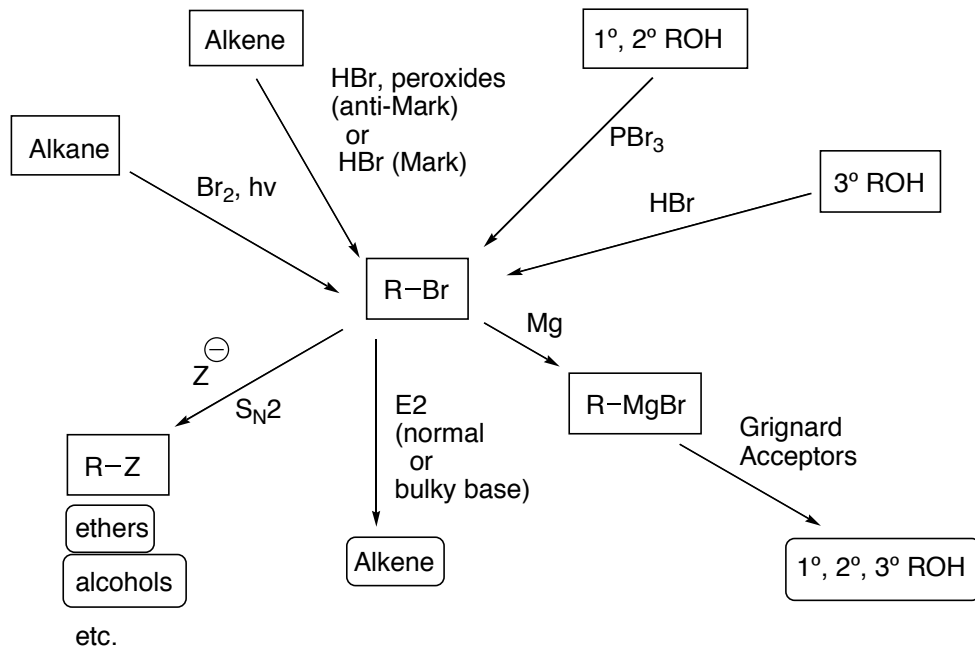 Alkene
1º, 2º ROH
HBr, peroxides
(anti-Mark)
or
HBr (Mark)
PBr3
Alkane
Br2, hv
3º ROH
HBr
R–Br
Mg
Z⊖
SN2
E2
(normal
or
bulky base)
R–MgBr
Grignard
Acceptors
R–Z
ethers
alcohols
etc.
Alkene
1º, 2º, 3º ROH